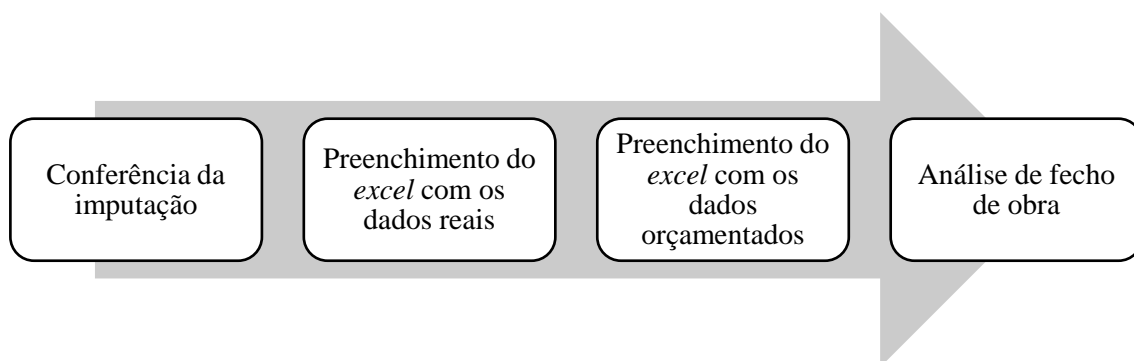 Conferência da
imputação
Preenchimento do
excel com os
dados reais
Preenchimento do
excel com os
dados
orçamentados
Análise de fecho
de obra